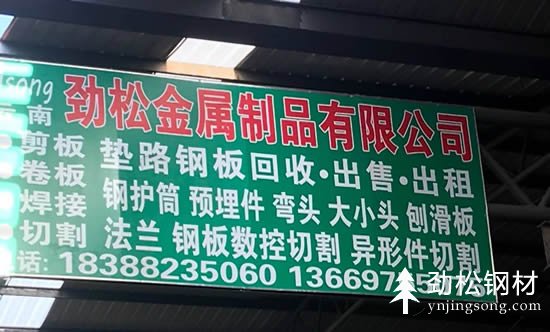 song
南 劲松金属制品有限公司
剪板 垫路钢板回收·出售·出租
卷板
焊接 钢护筒 预埋件 弯头 大小头 刨滑板
切割 法兰 钢板数控切割 异形件切割
话: 18388235060
劲松钢材
ynjingsong.com